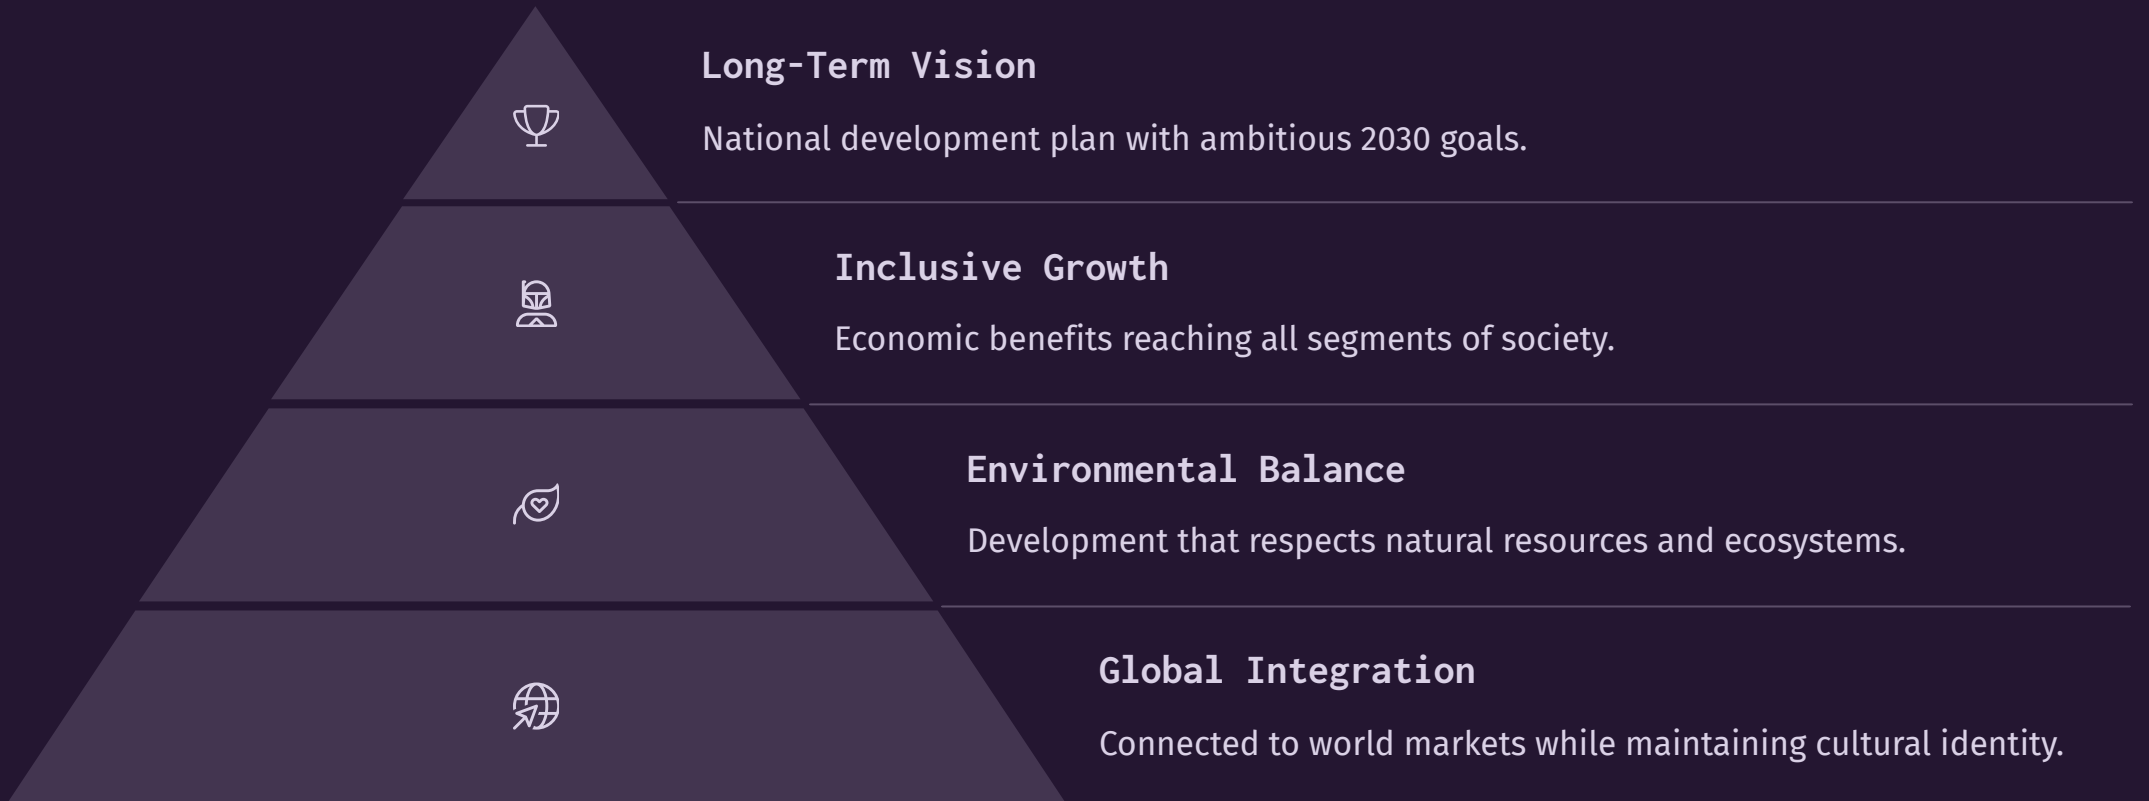 Long-Term Vision
National development plan with ambitious 2030 goals.
Inclusive Growth
Economic benefits reaching all segments of society.
Environmental Balance
Development that respects natural resources and ecosystems.
Global Integration
Connected to world markets while maintaining cultural identity.